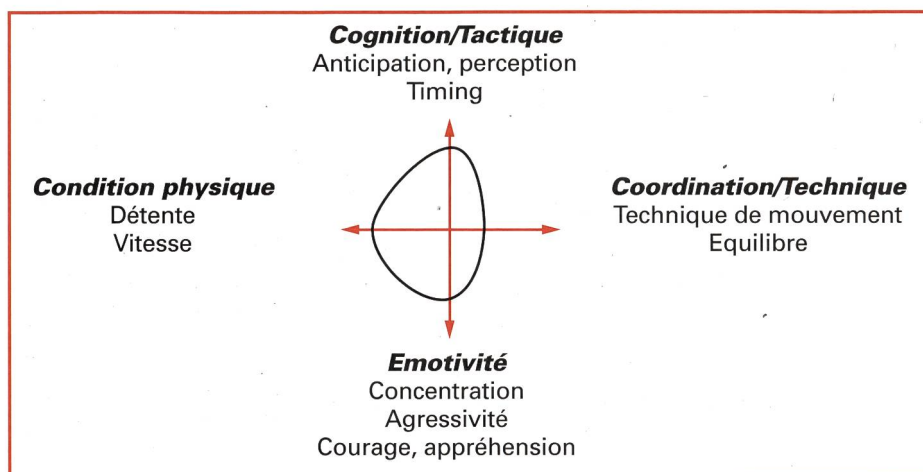 Cognition/Tactique
Anticipation, perception
Timing
Condition physique
Détente
Vitesse
Coordination/Technique
Technique de mouvement
Equilibre
Emotivité
Concentration
Agressivité
Courage, appréhension